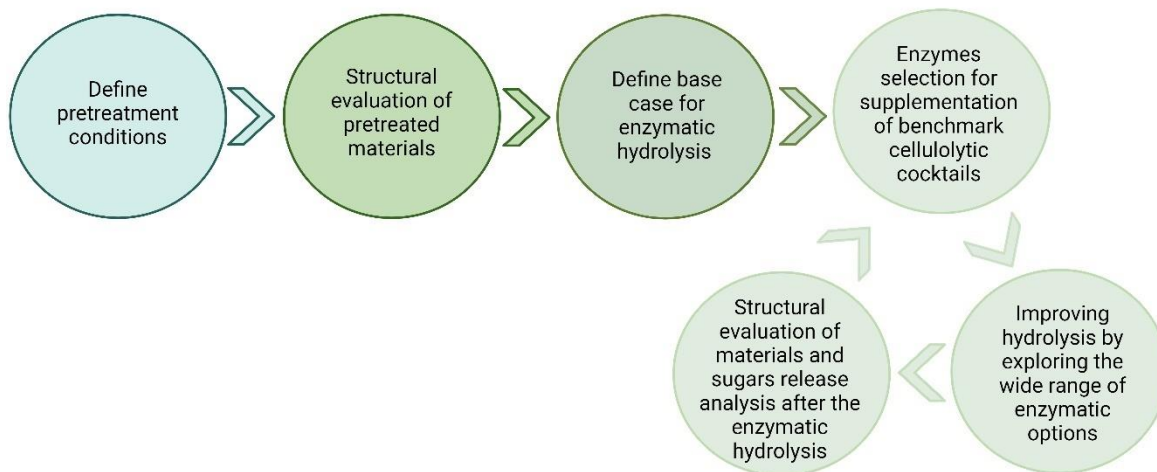 Define
pretreatment
conditions
Structural
evaluation of
pretreated
materials
Define base
case for
enzymatic
hydrolysis
Enzymes
selection for
supplementation
of benchmark
cellulolytic
cocktails
Improving
hydrolysis by
exploring the
wide range of
enzymatic
options
Structural
evaluation of
materials and
sugars release
analysis after the
enzymatic
hydrolysis